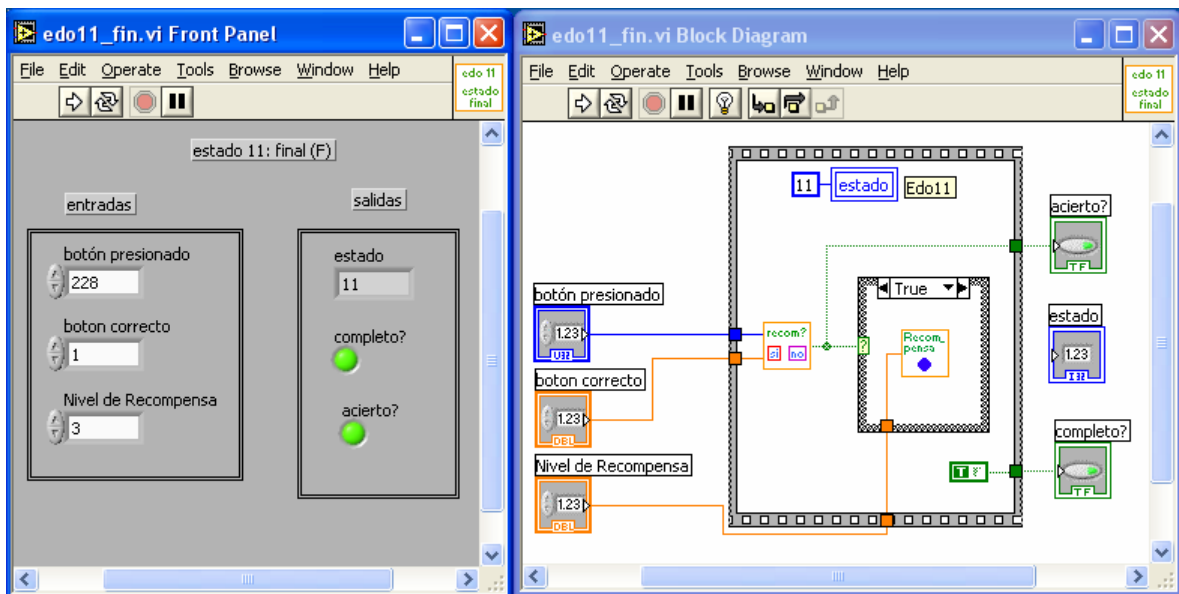 edo11_fin.vi Front Panel
File Edit Operate Tools Browse Window Help
edo 11
estado
final
estado 11: final (F)
entradas
salidas
botón presionado
228
boton correcto
1
Nivel de Recompensa
3
estado
11
completo?
acierto?
edo11_fin.vi Block Diagram
File Edit Operate Tools Browse Window Help
edo 11
estado
final
11
estado
Edo11
acierto?
TF
True
botón presionado
1.23
U32
recom?
si no
?
Recom_
pensa
estado
1.23
I32
boton correcto
1.23
DBL
completo?
TF
Nivel de Recompensa
1.23
DBL
T